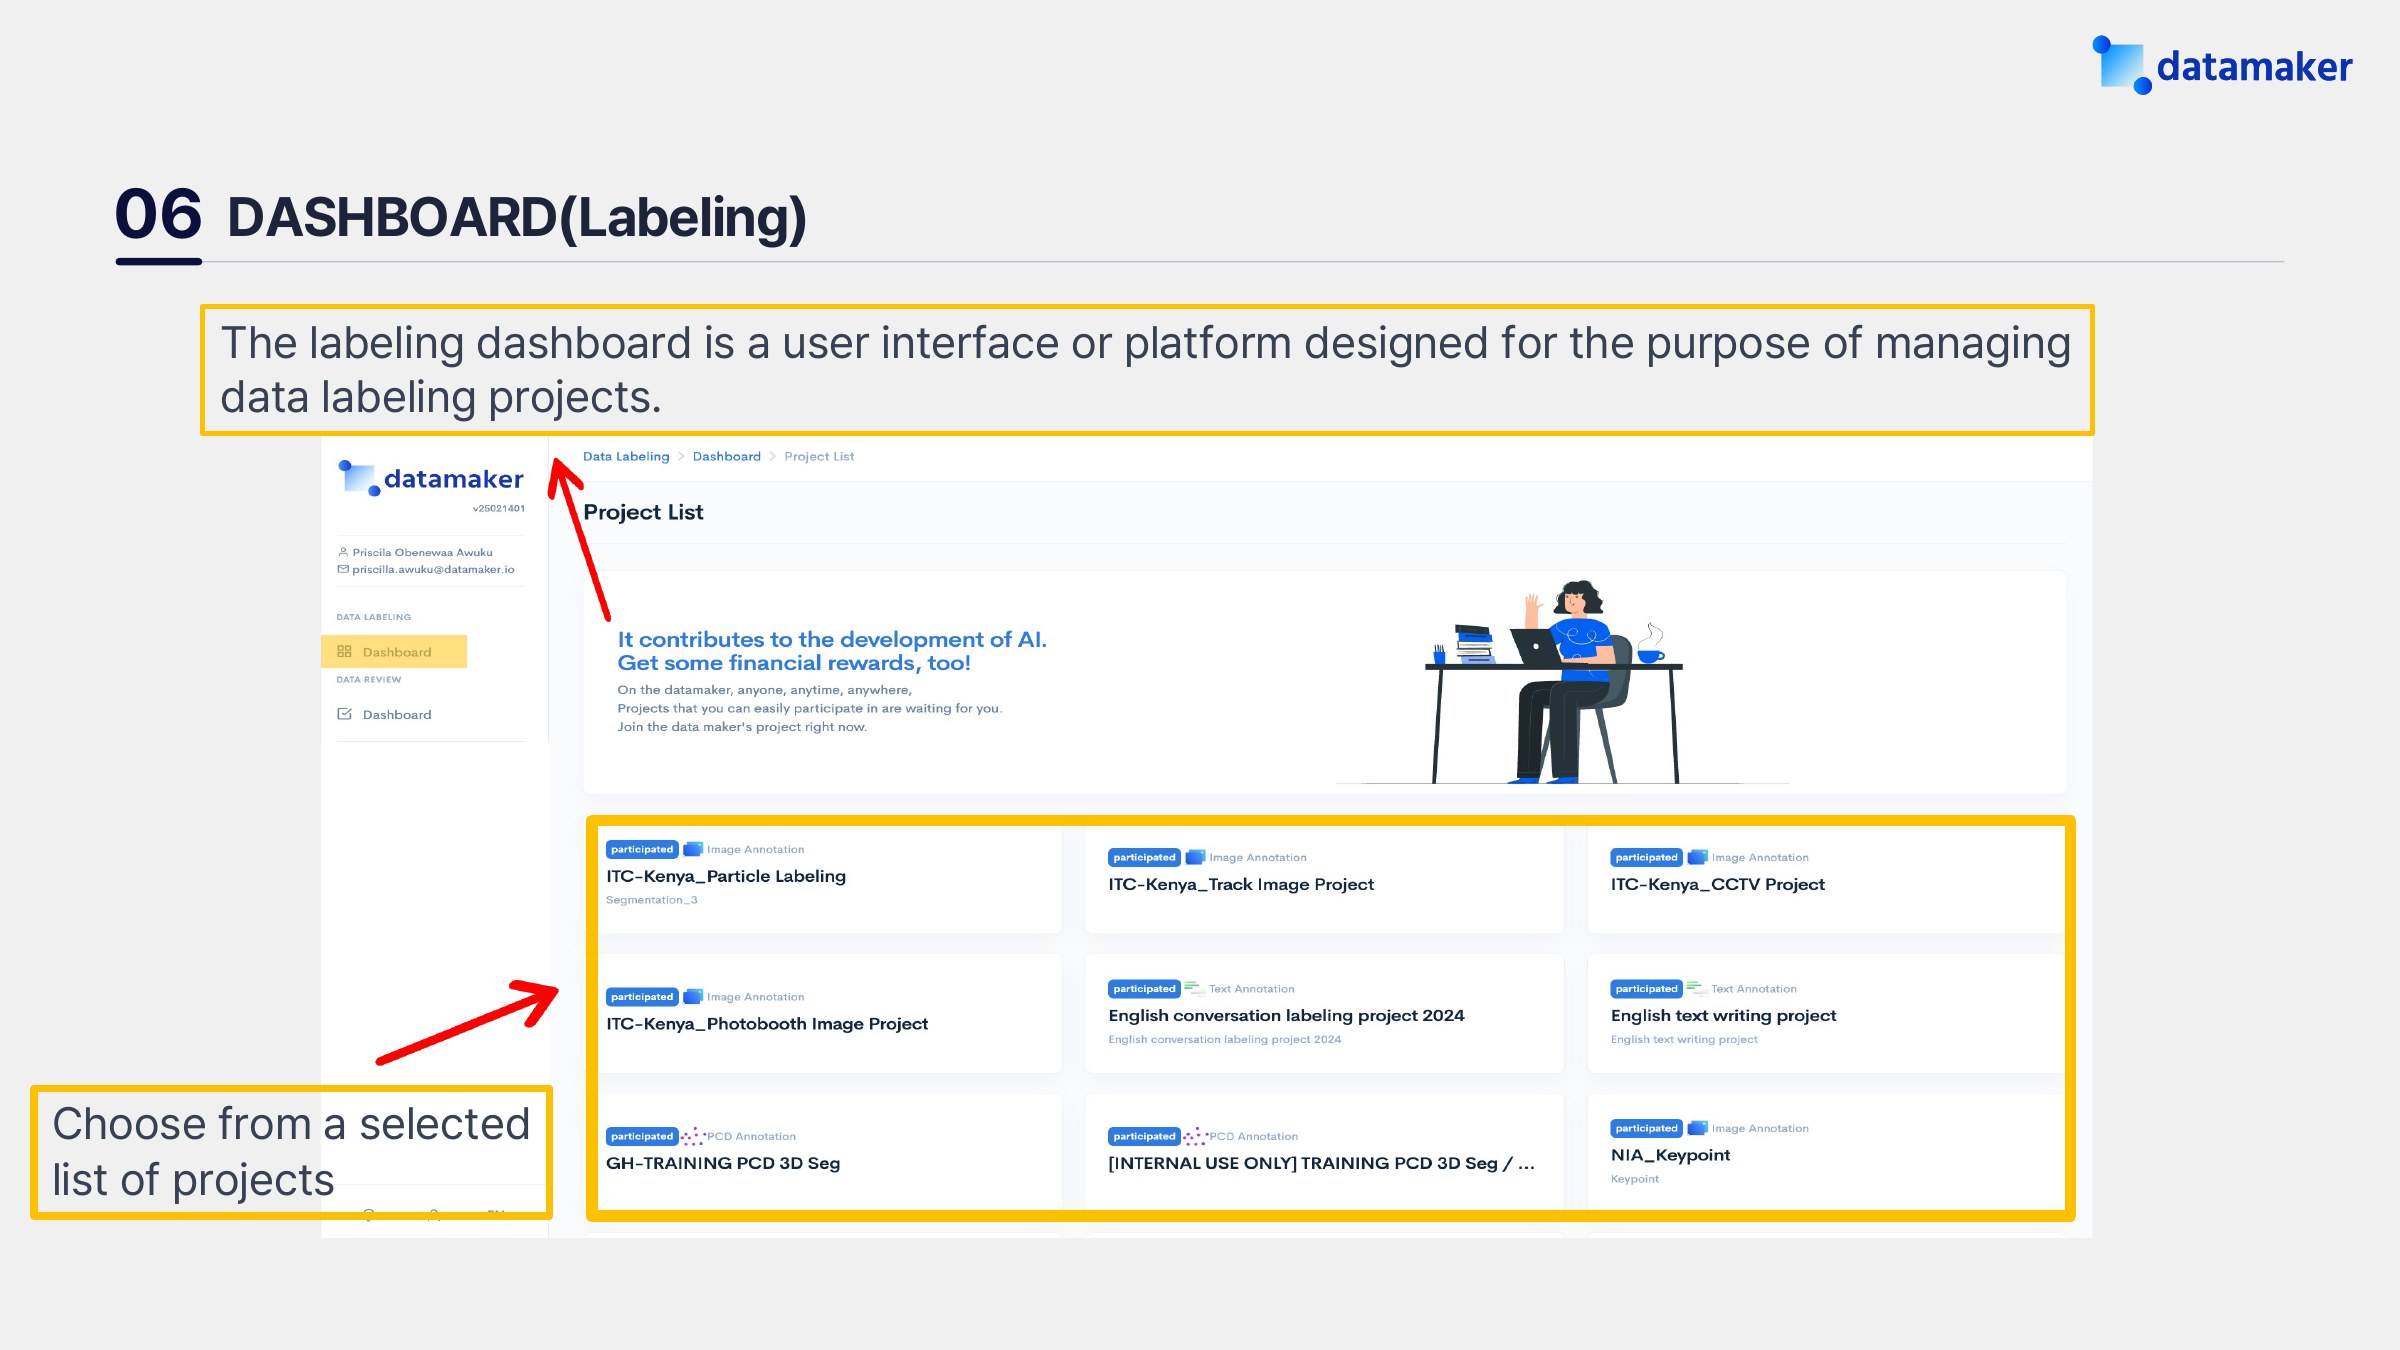 datamaker
06 DASHBOARD(Labeling)
The labeling dashboard is a user interface or platform designed for the purpose of managing
data labeling projects.
datamaker
v25021401
Priscila Obenewaa Awuku
priscilla.awuku@datamaker.io
DATA LABELING
Dashboard
DATA REVIEW
Dashboard
Data Labeling > Dashboard > Project List
Project List
It contributes to the development of AI.
Get some financial rewards, too!
On the datamaker, anyone, anytime, anywhere,
Projects that you can easily participate in are waiting for you.
Join the data maker's project right now.
participated Image Annotation
ITC-Kenya_Particle Labeling
Segmentation_3
participated Image Annotation
ITC-Kenya_Track Image Project
participated Image Annotation
ITC-Kenya_CCTV Project
participated Image Annotation
ITC-Kenya_Photobooth Image Project
participated Text Annotation
English conversation labeling project 2024
English conversation labeling project 2024
participated Text Annotation
English text writing project
English text writing project
participated PCD Annotation
GH-TRAINING PCD 3D Seg
participated PCD Annotation
[INTERNAL USE ONLY] TRAINING PCD 3D Seg / ...
participated Image Annotation
NIA_Keypoint
Keypoint
Choose from a selected
list of projects